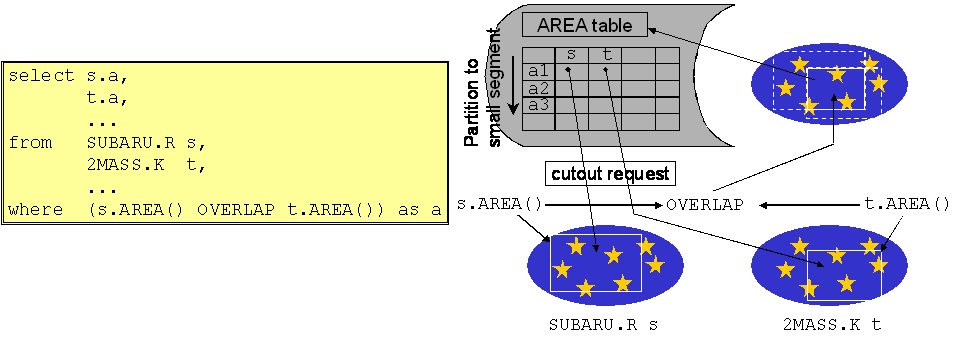 select s.a,
t.a,
...
from SUBARU.R s,
2MASS.K t,
...
where (s.AREA() OVERLAP t.AREA()) as a
AREA table
Partition to
small segment
s t
a1
a2
a3
cutout request
s.AREA() OVERLAP t.AREA()
SUBARU.R s
2MASS.K t